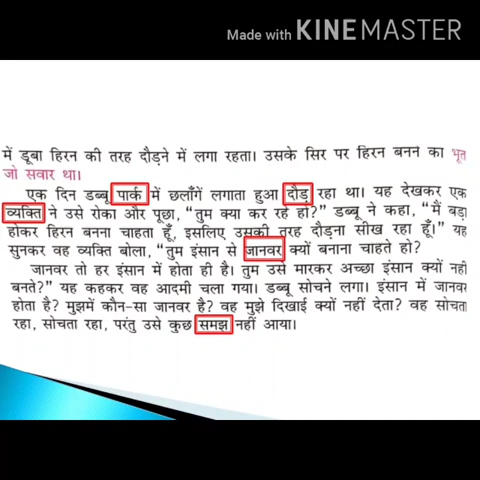 Made with KINEMASTER
में डूबा हिरन की तरह दौड़ने में लगा रहता। उसके सिर पर हिरन बनने का भूत
जो सवार था।
एक दिन डब्बू पार्क में छलाँगें लगाता हुआ दौड़ रहा था। यह देखकर एक
व्यक्ति ने उसे रोका और पूछा, “तुम क्या कर रहे हो?” डब्बू ने कहा, “मैं बड़ा
होकर हिरन बनना चाहता हूँ, इसलिए उसकी तरह दौड़ना सीख रहा हूँ।” यह
सुनकर वह व्यक्ति बोला, “तुम इंसान से जानवर क्यों बनाना चाहते हो?
जानवर तो हर इंसान में होता ही है। तुम उसे मारकर अच्छा इंसान क्यों नहीं
बनते?” यह कहकर वह आदमी चला गया। डब्बू सोचने लगा। इंसान में जानवर
होता है? मुझमें कौन-सा जानवर है? वह मुझे दिखाई क्यों नहीं देता? वह सोचता
रहा, सोचता रहा, परंतु उसे कुछ समझ नहीं आया।